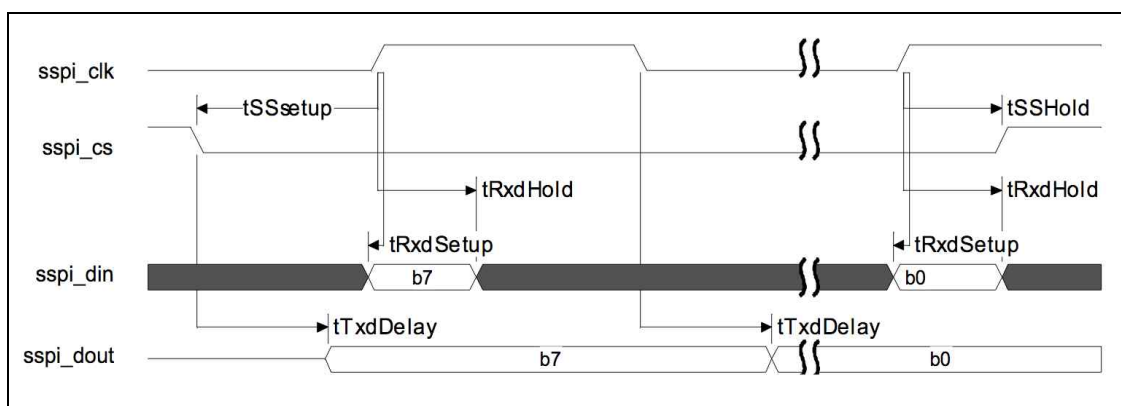 sspi_clk
tSSsetup
tSSHold
sspi_cs
tRxdHold
tRxdHold
tRxdSetup
tRxdSetup
sspi_din
b7
b0
tTxdDelay
tTxdDelay
sspi_dout
b7
b0